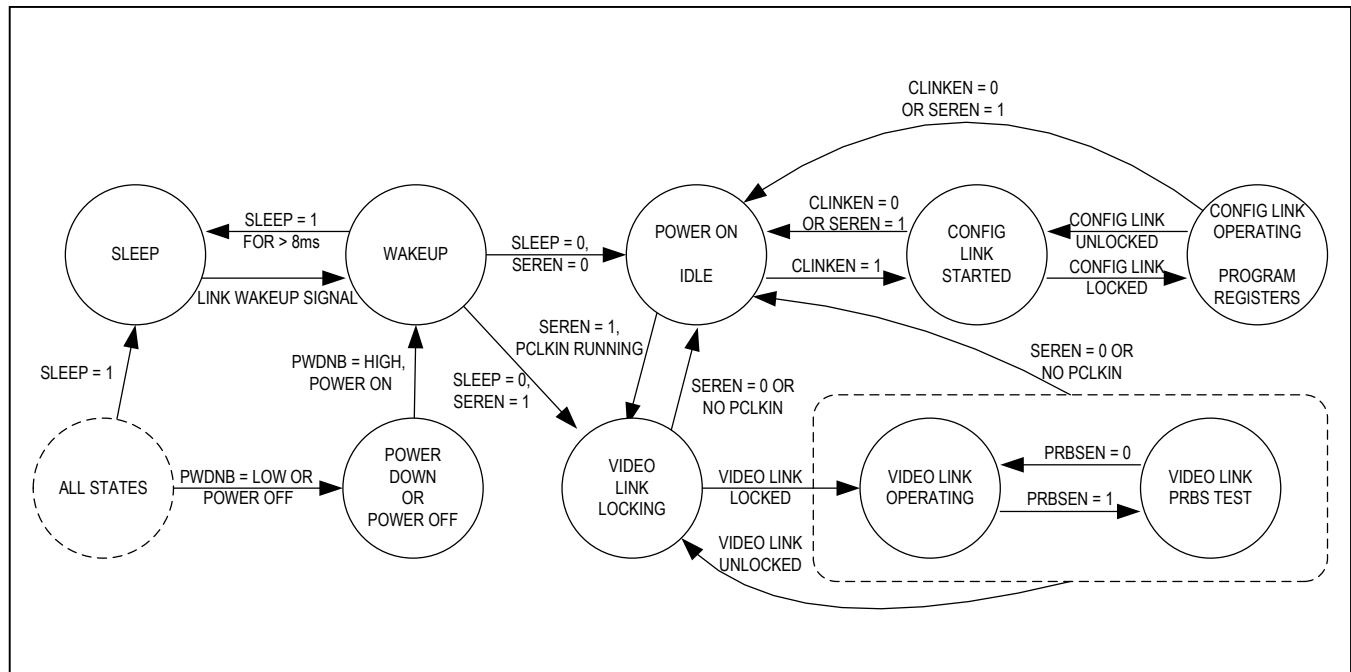 CLINKEN = 0
OR SEREN = 1
SLEEP
SLEEP = 1
FOR > 8ms
LINK WAKEUP SIGNAL
WAKEUP
SLEEP = 0,
SEREN = 0
POWER ON
IDLE
CLINKEN = 0
OR SEREN = 1
CLINKEN = 1
CONFIG
LINK
STARTED
CONFIG LINK
UNLOCKED
CONFIG LINK
LOCKED
CONFIG LINK
OPERATING
PROGRAM
REGISTERS
SLEEP = 1
PWDNB = HIGH,
POWER ON
SLEEP = 0,
SEREN = 1
SEREN = 1,
PCLKIN RUNNING
SEREN = 0 OR
NO PCLKIN
SEREN = 0 OR
NO PCLKIN
ALL STATES
PWDNB = LOW OR
POWER OFF
POWER
DOWN
OR
POWER OFF
VIDEO
LINK
LOCKING
VIDEO LINK
LOCKED
VIDEO LINK
OPERATING
PRBSEN = 0
PRBSEN = 1
VIDEO LINK
PRBS TEST
VIDEO LINK
UNLOCKED